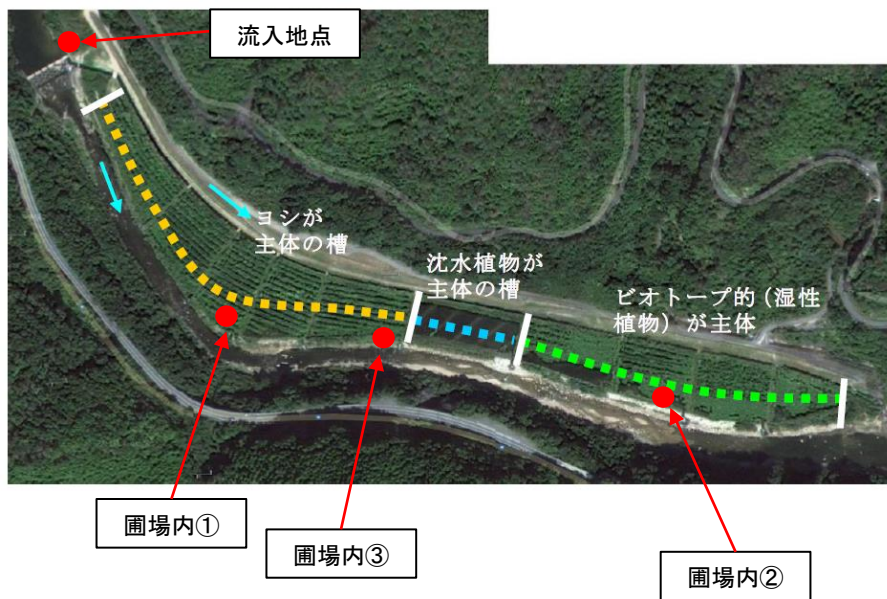 流入地点
ヨシが
主体の槽
沈水植物が
主体の槽
ビオトープ的（湿性
植物）が主体
圃場内①
圃場内③
圃場内②